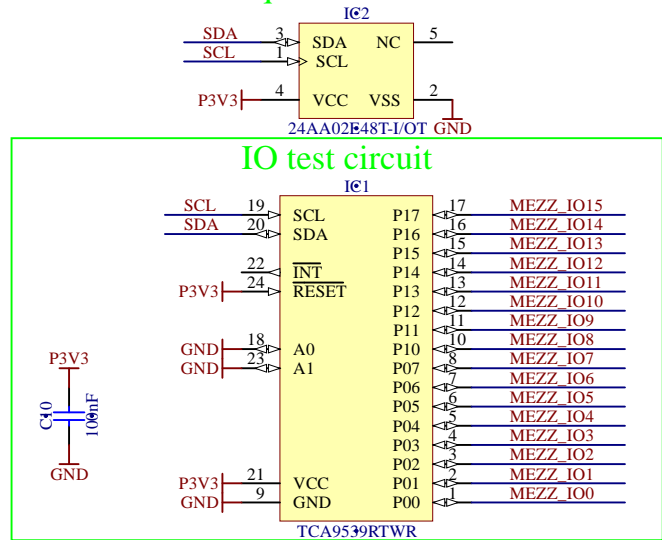 IC2
SDA 3 SDA NC 5
SCL 1 SCL
P3V3 4 VCC VSS 2
24AA02E48T-I/OT GND
IO test circuit
IC1
SCL 19 SCL P17 17 MEZZ_IO15
SDA 20 SDA P16 16 MEZZ_IO14
P15 15 MEZZ_IO13
22 INT P14 14 MEZZ_IO12
P3V3 24 RESET P13 13 MEZZ_IO11
P12 12 MEZZ_IO10
P11 11 MEZZ_IO9
GND 18 A0 P10 10 MEZZ_IO8
GND 23 A1 P07 8 MEZZ_IO7
P06 7 MEZZ_IO6
P05 6 MEZZ_IO5
P04 5 MEZZ_IO4
P03 4 MEZZ_IO3
P02 3 MEZZ_IO2
P3V3 21 VCC P01 2 MEZZ_IO1
GND 9 GND P00 1 MEZZ_IO0
TCA9539RTWR
P3V3
C10
100nF
GND